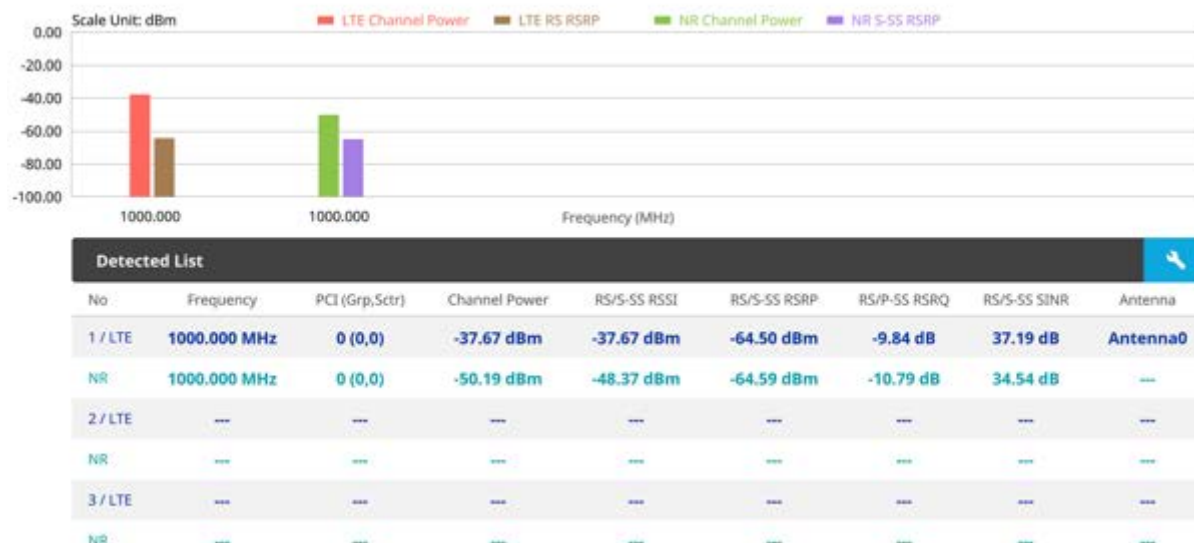 Scale Unit: dBm LTE Channel Power LTE RS RSRP NR Channel Power NR S-SS RSRP
0.00
-20.00
-40.00
-60.00
-80.00
-100.00
1000.000 1000.000 Frequency (MHz)
Detected List
No Frequency PCI (Grp,Sctr) Channel Power RS/S-SS RSSI RS/S-SS RSRP RS/P-SS RSRQ RS/S-SS SINR Antenna
1 / LTE 1000.000 MHz 0 (0,0) -37.67 dBm -37.67 dBm -64.50 dBm -9.84 dB 37.19 dB Antenna0
NR 1000.000 MHz 0 (0,0) -50.19 dBm -48.37 dBm -64.59 dBm -10.79 dB 34.54 dB ---
2 / LTE --- --- --- --- --- --- --- ---
NR --- --- --- --- --- --- --- ---
3 / LTE --- --- --- --- --- --- --- ---
NR --- --- --- --- --- --- --- ---